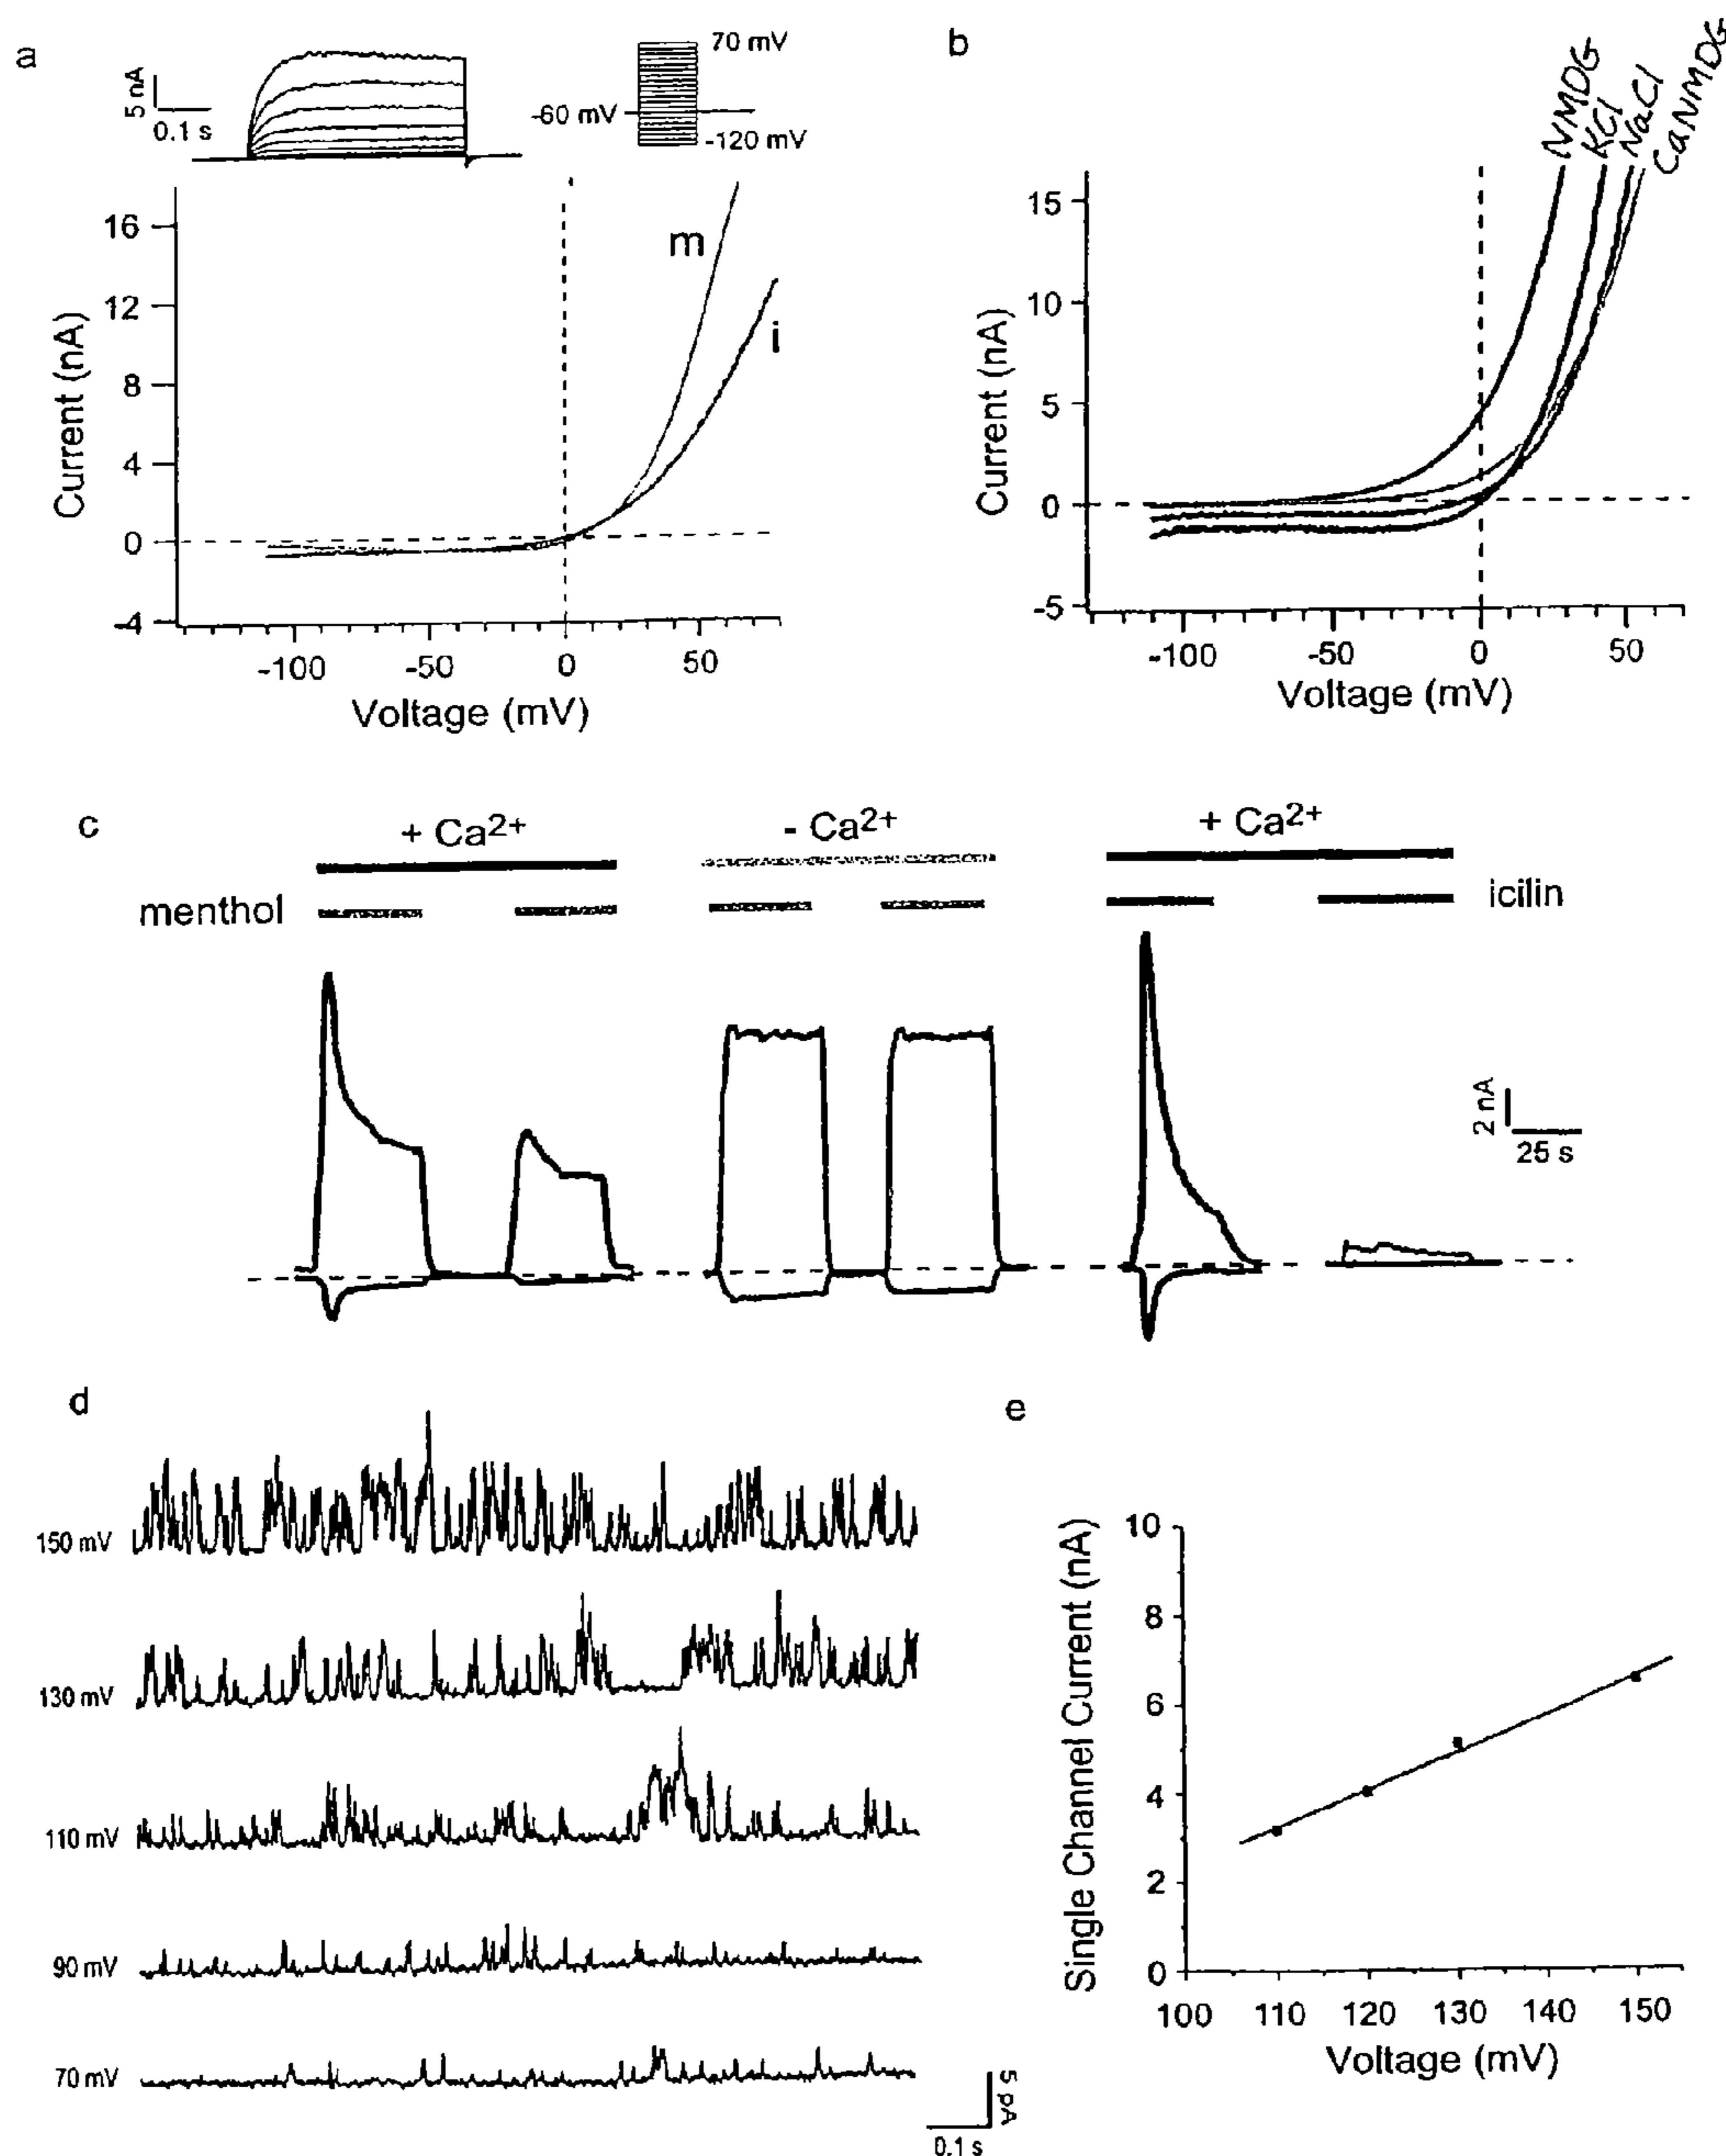 a
5 nA
0.1 s
70 mV
-60 mV
-120 mV
m
i
16
12
8
4
0
-4
Current (nA)
-100 -50 0 50
Voltage (mV)
b
NMDG
KCl
NaCl
CaNMDG
15
10
5
0
-5
Current (nA)
-100 -50 0 50
Voltage (mV)
c
+ Ca2+ - Ca2+ + Ca2+
menthol icilin
2 nA
25 s
d
150 mV
130 mV
110 mV
90 mV
70 mV
5 pA
0.1 s
e
10
8
6
4
2
0
Single Channel Current (nA)
100 110 120 130 140 150
Voltage (mV)